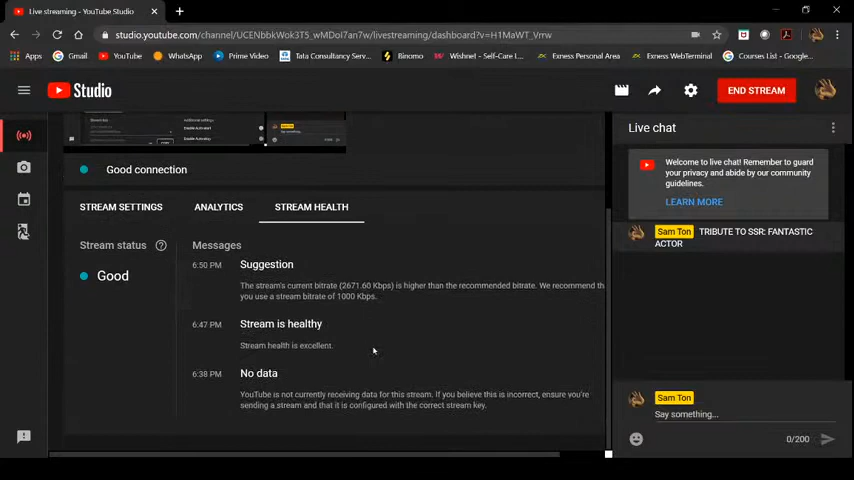 Live streaming - YouTube Studio
studio.youtube.com/channel/UCENbbkWok3T5_wMDoI7an7w/livestreaming/dashboard?v=H1MaWT_Vrrw
Apps Gmail YouTube WhatsApp Prime Video Tata Consultancy Serv... Binomo Wishnet – Self-Care L... Exness Personal Area Exness WebTerminal Courses List - Google...
Studio
END STREAM
Live chat
Welcome to live chat! Remember to guard
your privacy and abide by our community
guidelines.
LEARN MORE
Sam Ton TRIBUTE TO SSR: FANTASTIC
ACTOR
Good connection
STREAM SETTINGS ANALYTICS STREAM HEALTH
Stream status
Good
Messages
6:50 PM Suggestion
The stream's current bitrate (2671.60 Kbps) is higher than the recommended bitrate. We recommend th
you use a stream bitrate of 1000 Kbps.
6:47 PM Stream is healthy
Stream health is excellent.
6:38 PM No data
YouTube is not currently receiving data for this stream. If you believe this is incorrect, ensure you're
sending a stream and that it is configured with the correct stream key.
Sam Ton
Say something...
0/200